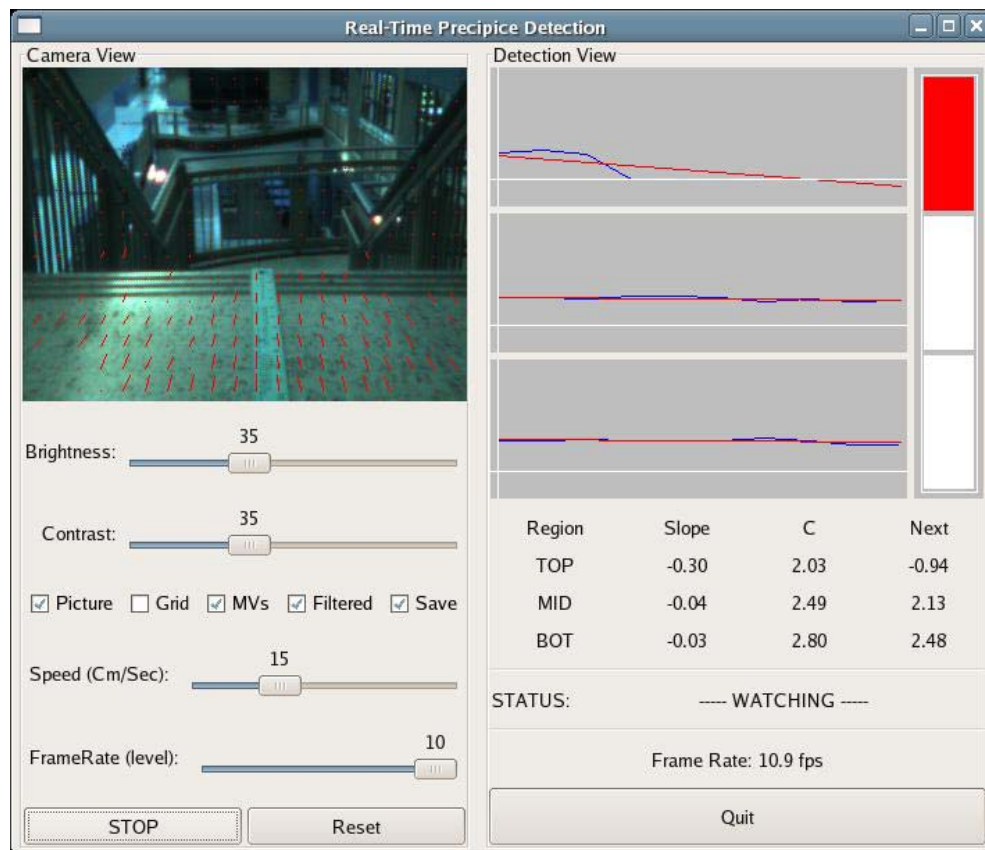 Real-Time Precipice Detection
Camera View
Brightness: 35
Contrast: 35
Picture Grid MVs Filtered Save
Speed (Cm/Sec): 15
FrameRate (level): 10
STOP Reset
Detection View
Region Slope C Next
TOP -0.30 2.03 -0.94
MID -0.04 2.49 2.13
BOT -0.03 2.80 2.48
STATUS: ----- WATCHING -----
Frame Rate: 10.9 fps
Quit